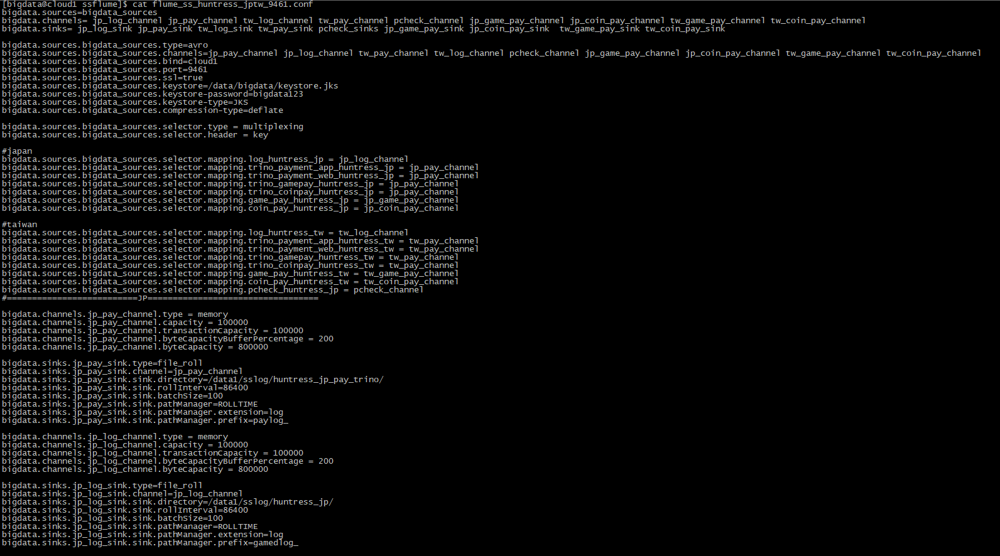 [bigdata@cloud1 ssflume]$ cat flume_ss_huntress_jptw_9461.conf
bigdata.sources=bigdata_sources
bigdata.channels= jp_log_channel jp_pay_channel tw_log_channel tw_pay_channel pcheck_channel jp_game_pay_channel jp_coin_pay_channel tw_game_pay_channel tw_coin_pay_channel
bigdata.sinks= jp_log_sink jp_pay_sink tw_log_sink tw_pay_sink pcheck_sinks jp_game_pay_sink jp_coin_pay_sink  tw_game_pay_sink tw_coin_pay_sink
bigdata.sources.bigdata_sources.type=avro
bigdata.sources.bigdata_sources.channels=jp_pay_channel jp_log_channel tw_pay_channel tw_log_channel pcheck_channel jp_game_pay_channel jp_coin_pay_channel tw_game_pay_channel tw_coin_pay_channel
bigdata.sources.bigdata_sources.bind=cloud1
bigdata.sources.bigdata_sources.port=9461
bigdata.sources.bigdata_sources.ssl=true
bigdata.sources.bigdata_sources.keystore=/data/bigdata/keystore.jks
bigdata.sources.bigdata_sources.keystore-password=bigdata123
bigdata.sources.bigdata_sources.keystore-type=JKS
bigdata.sources.bigdata_sources.compression-type=deflate
bigdata.sources.bigdata_sources.selector.type = multiplexing
bigdata.sources.bigdata_sources.selector.header = key
#japan
bigdata.sources.bigdata_sources.selector.mapping.log_huntress_jp = jp_log_channel
bigdata.sources.bigdata_sources.selector.mapping.trino_payment_app_huntress_jp = jp_pay_channel
bigdata.sources.bigdata_sources.selector.mapping.trino_payment_web_huntress_jp = jp_pay_channel
bigdata.sources.bigdata_sources.selector.mapping.trino_gamepay_huntress_jp = jp_pay_channel
bigdata.sources.bigdata_sources.selector.mapping.trino_coinpay_huntress_jp = jp_pay_channel
bigdata.sources.bigdata_sources.selector.mapping.game_pay_huntress_jp = jp_game_pay_channel
bigdata.sources.bigdata_sources.selector.mapping.coin_pay_huntress_jp = jp_coin_pay_channel
#taiwan
bigdata.sources.bigdata_sources.selector.mapping.log_huntress_tw = tw_log_channel
bigdata.sources.bigdata_sources.selector.mapping.trino_payment_app_huntress_tw = tw_pay_channel
bigdata.sources.bigdata_sources.selector.mapping.trino_payment_web_huntress_tw = tw_pay_channel
bigdata.sources.bigdata_sources.selector.mapping.trino_gamepay_huntress_tw = tw_pay_channel
bigdata.sources.bigdata_sources.selector.mapping.trino_coinpay_huntress_tw = tw_pay_channel
bigdata.sources.bigdata_sources.selector.mapping.game_pay_huntress_tw = tw_game_pay_channel
bigdata.sources.bigdata_sources.selector.mapping.coin_pay_huntress_tw = tw_coin_pay_channel
bigdata.sources.bigdata_sources.selector.mapping.pcheck_huntress_jp = pcheck_channel
#==========================JP==================================
bigdata.channels.jp_pay_channel.type = memory
bigdata.channels.jp_pay_channel.capacity = 100000
bigdata.channels.jp_pay_channel.transactionCapacity = 100000
bigdata.channels.jp_pay_channel.byteCapacityBufferPercentage = 200
bigdata.channels.jp_pay_channel.byteCapacity = 800000
bigdata.sinks.jp_pay_sink.type=file_roll
bigdata.sinks.jp_pay_sink.channel=jp_pay_channel
bigdata.sinks.jp_pay_sink.sink.directory=/data1/sslog/huntress_jp_pay_trino/
bigdata.sinks.jp_pay_sink.sink.rollInterval=86400
bigdata.sinks.jp_pay_sink.sink.batchSize=100
bigdata.sinks.jp_pay_sink.sink.pathManager=ROLLTIME
bigdata.sinks.jp_pay_sink.sink.pathManager.extension=log
bigdata.sinks.jp_pay_sink.sink.pathManager.prefix=paylog_
bigdata.channels.jp_log_channel.type = memory
bigdata.channels.jp_log_channel.capacity = 100000
bigdata.channels.jp_log_channel.transactionCapacity = 100000
bigdata.channels.jp_log_channel.byteCapacityBufferPercentage = 200
bigdata.channels.jp_log_channel.byteCapacity = 800000
bigdata.sinks.jp_log_sink.type=file_roll
bigdata.sinks.jp_log_sink.channel=jp_log_channel
bigdata.sinks.jp_log_sink.sink.directory=/data1/sslog/huntress_jp/
bigdata.sinks.jp_log_sink.sink.rollInterval=86400
bigdata.sinks.jp_log_sink.sink.batchSize=100
bigdata.sinks.jp_log_sink.sink.pathManager=ROLLTIME
bigdata.sinks.jp_log_sink.sink.pathManager.extension=log
bigdata.sinks.jp_log_sink.sink.pathManager.prefix=gamedlog_